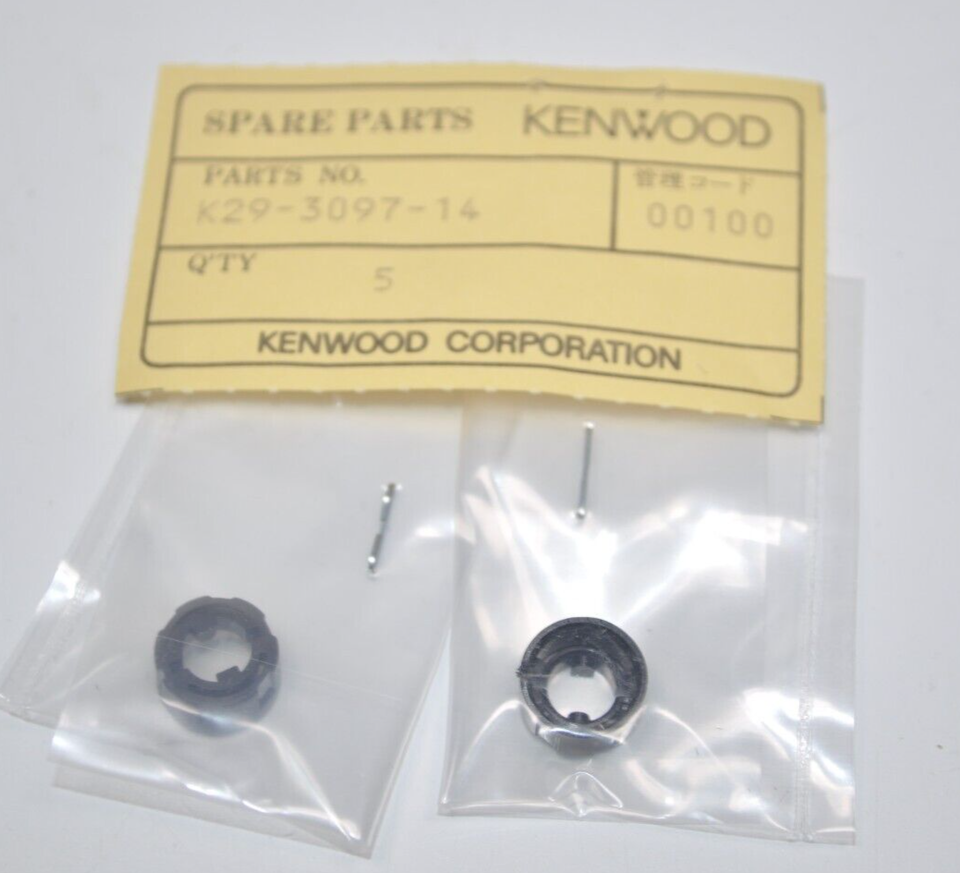 SPARE PARTS KENWOOD
PARTS NO. 管理コード
K29-3097-14 00100
Q'TY 5
KENWOOD CORPORATION